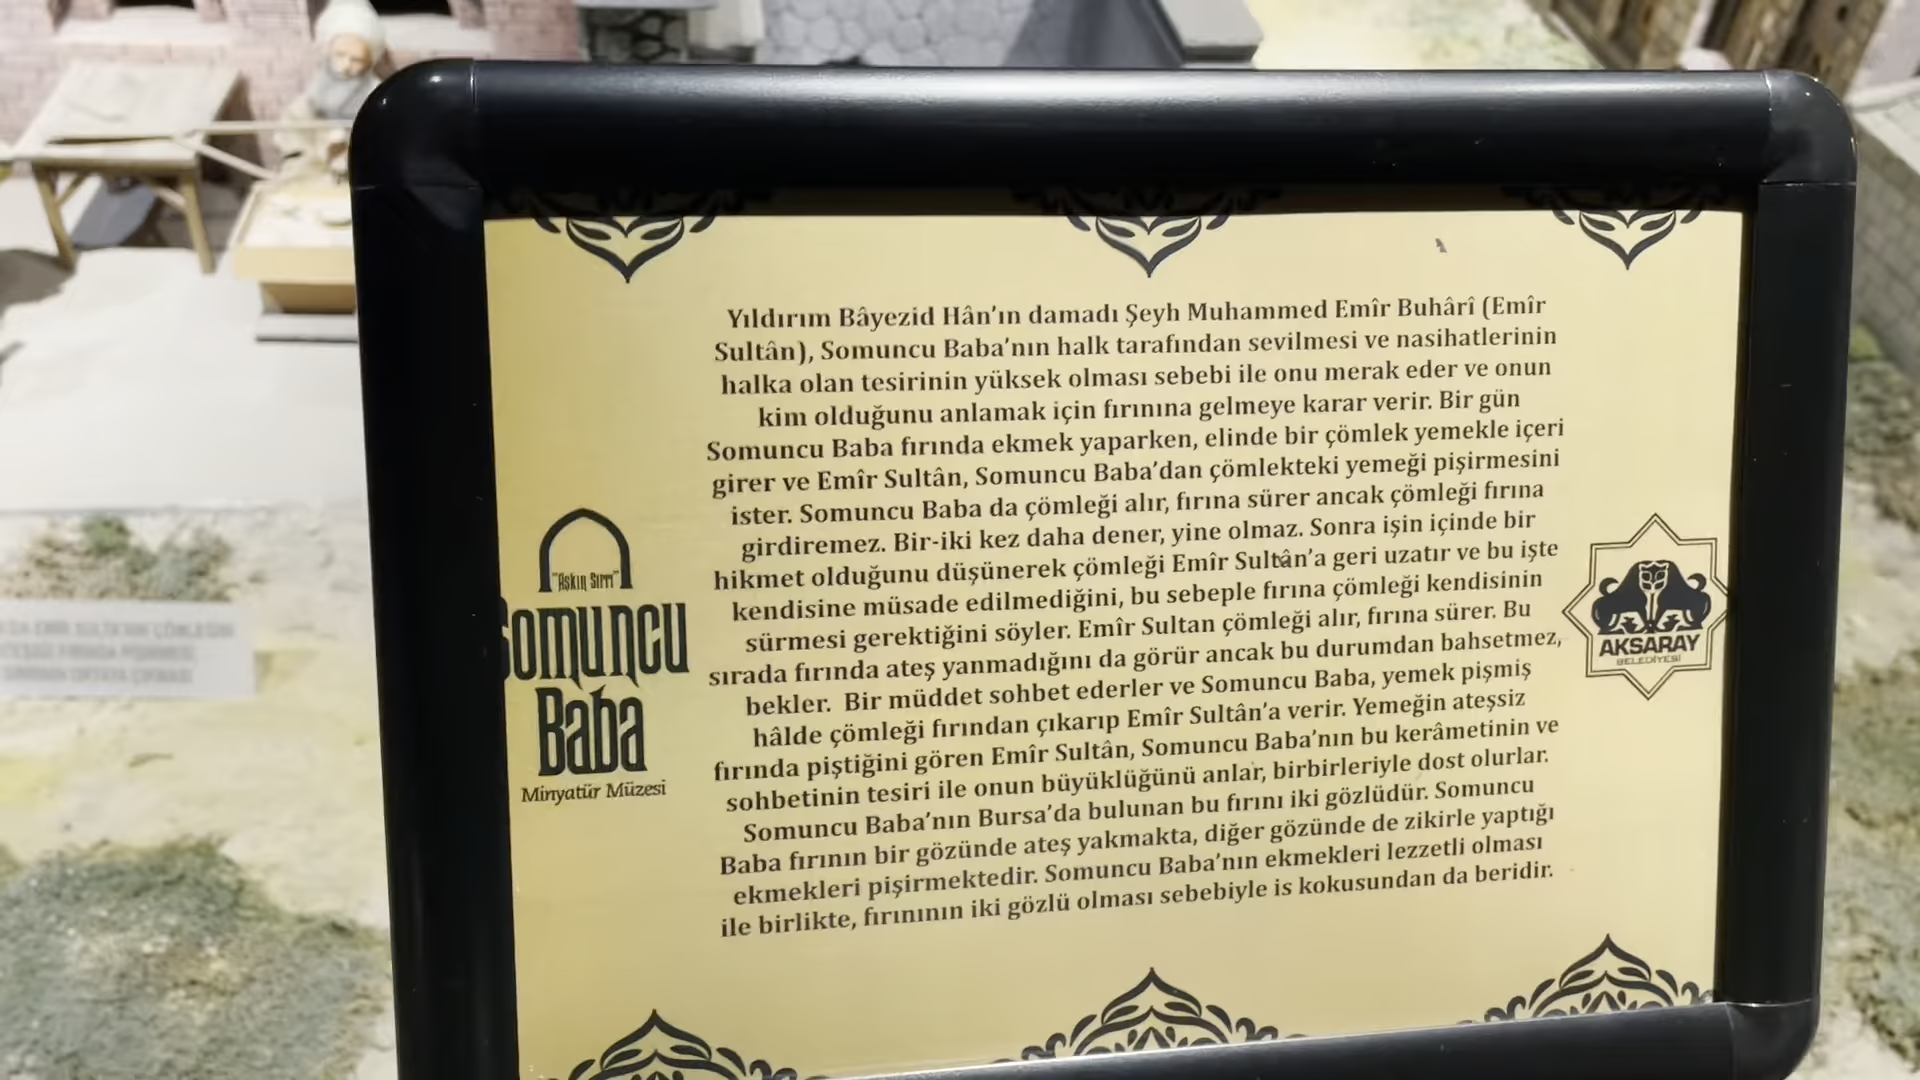 Yıldırım Bâyezid Hân’ın damadı Şeyh Muhammed Emîr Buhârî (Emîr
Sultân), Somuncu Baba’nın halk tarafından sevilmesi ve nasihatlerinin
halka olan tesirinin yüksek olması sebebi ile onu merak eder ve onun
kim olduğunu anlamak için fırınına gelmeye karar verir. Bir gün
Somuncu Baba fırında ekmek yaparken, elinde bir çömlek yemekle içeri
girer ve Emîr Sultân, Somuncu Baba’dan çömlekteki yemeği pişirmesini
ister. Somuncu Baba da çömleği alır, fırına sürer ancak çömleği fırına
girdiremez. Bir-iki kez daha dener, yine olmaz. Sonra işin içinde bir
hikmet olduğunu düşünerek çömleği Emîr Sultân’a geri uzatır ve bu işte
kendisine müsade edilmediğini, bu sebeple fırına çömleği kendisinin
sürmesi gerektiğini söyler. Emîr Sultan çömleği alır, fırına sürer. Bu
sırada fırında ateş yanmadığını da görür ancak bu durumdan bahsetmez,
bekler. Bir müddet sohbet ederler ve Somuncu Baba, yemek pişmiş
hâlde çömleği fırından çıkarıp Emîr Sultân’a verir. Yemeğin ateşsiz
fırında piştiğini gören Emîr Sultân, Somuncu Baba’nın bu kerâmetinin ve
sohbetinin tesiri ile onun büyüklüğünü anlar, birbirleriyle dost olurlar.
Somuncu Baba’nın Bursa’da bulunan bu fırını iki gözlüdür. Somuncu
Baba fırının bir gözünde ateş yakmakta, diğer gözünde de zikirle yaptığı
ekmekleri pişirmektedir. Somuncu Baba’nın ekmekleri lezzetli olması
ile birlikte, fırınının iki gözlü olması sebebiyle is kokusundan da beridir.
"Aşkın Sırrı"
Somuncu
Baba
Minyatür Müzesi
AKSARAY
BELEDİYESİ